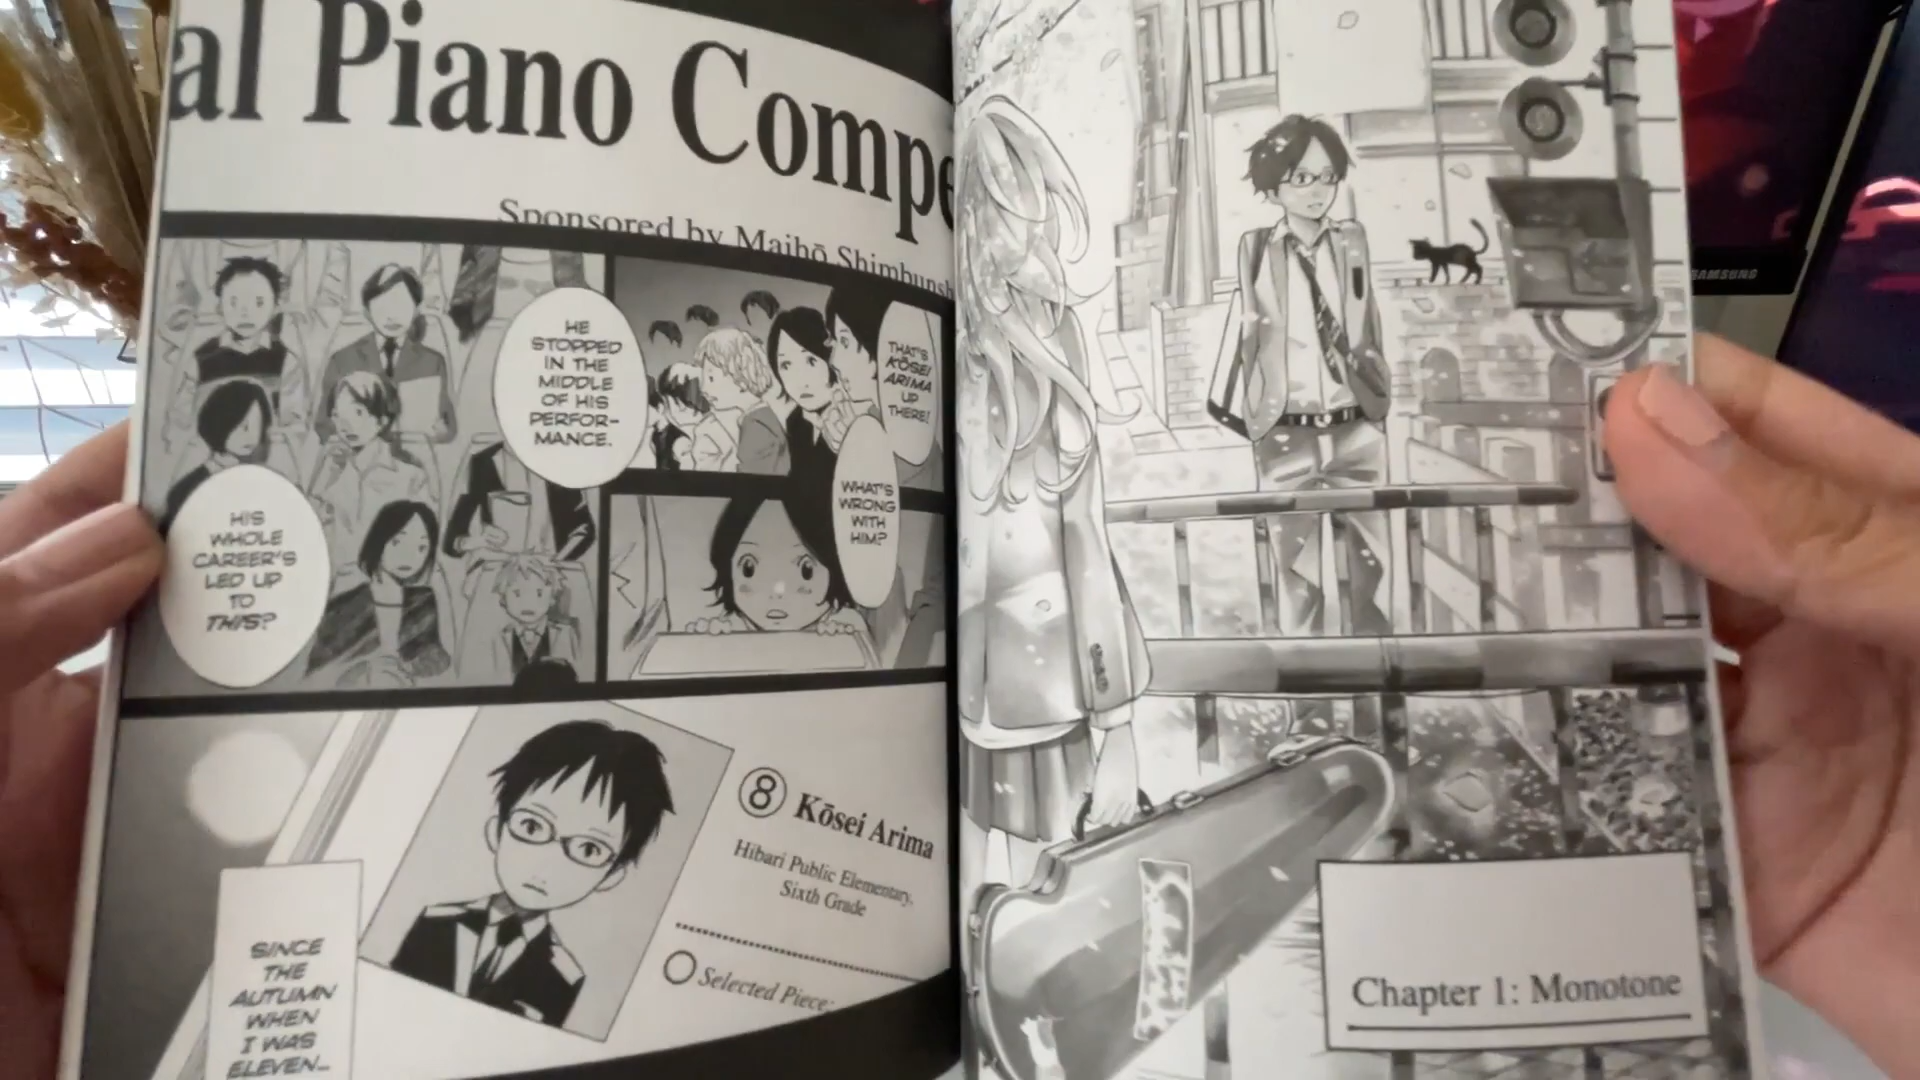 al Piano Compe
Sponsored by Maihō Shimbunsh
HE
STOPPED
IN THE
MIDDLE
OF HIS
PERFOR-
MANCE.
HIS
WHOLE
CAREER'S
LED UP
TO
THIS?
THAT'S
KŌSEI
ARIMA
UP
THERE!
WHAT'S
WRONG
WITH
HIM?
8 Kōsei Arima
Hibari Public Elementary,
Sixth Grade
Selected Piece:
SINCE
THE
AUTUMN
WHEN
I WAS
ELEVEN...
Chapter 1: Monotone
SAMSUNG